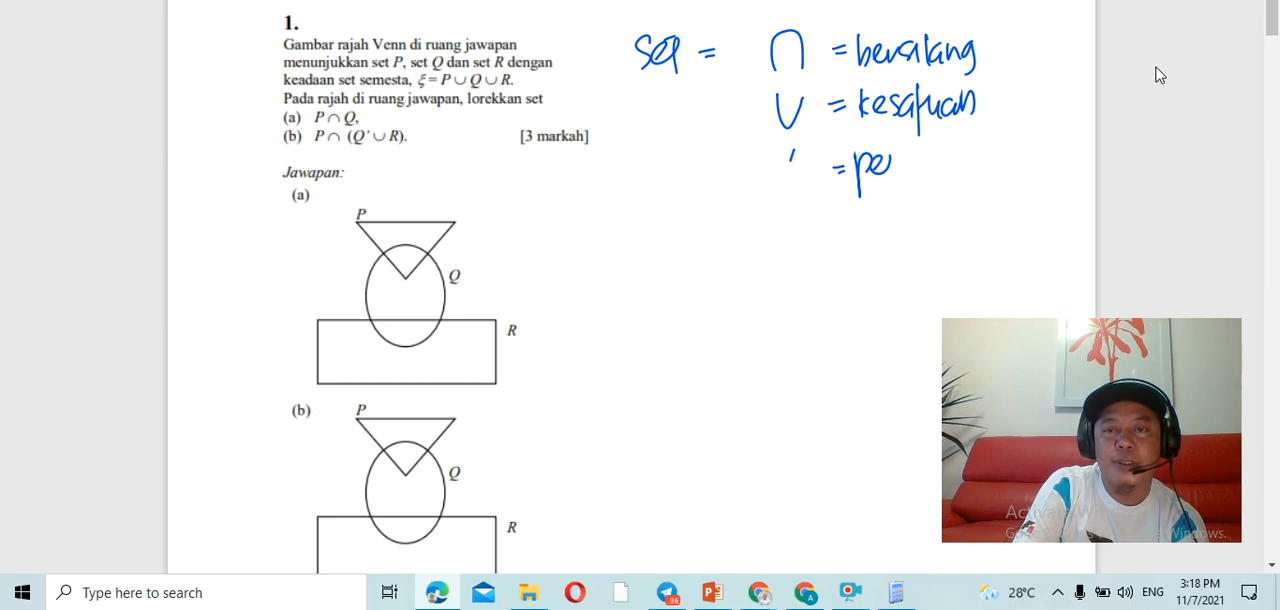 1.
Gambar rajah Venn di ruang jawapan
menunjukkan set P, set Q dan set R dengan
keadaan set semesta, ξ = P ∪ Q ∪ R.
Pada rajah di ruang jawapan, lorekkan set
(a) P ∩ Q,
(b) P ∩ (Q' ∪ R). [3 markah]
Jawapan:
(a)
P
Q
R
(b)
P
Q
R
set = ∩ = bersilang
∪ = kesatuan
' = pe
Type here to search
96
28°C
ENG
3:18 PM
11/7/2021